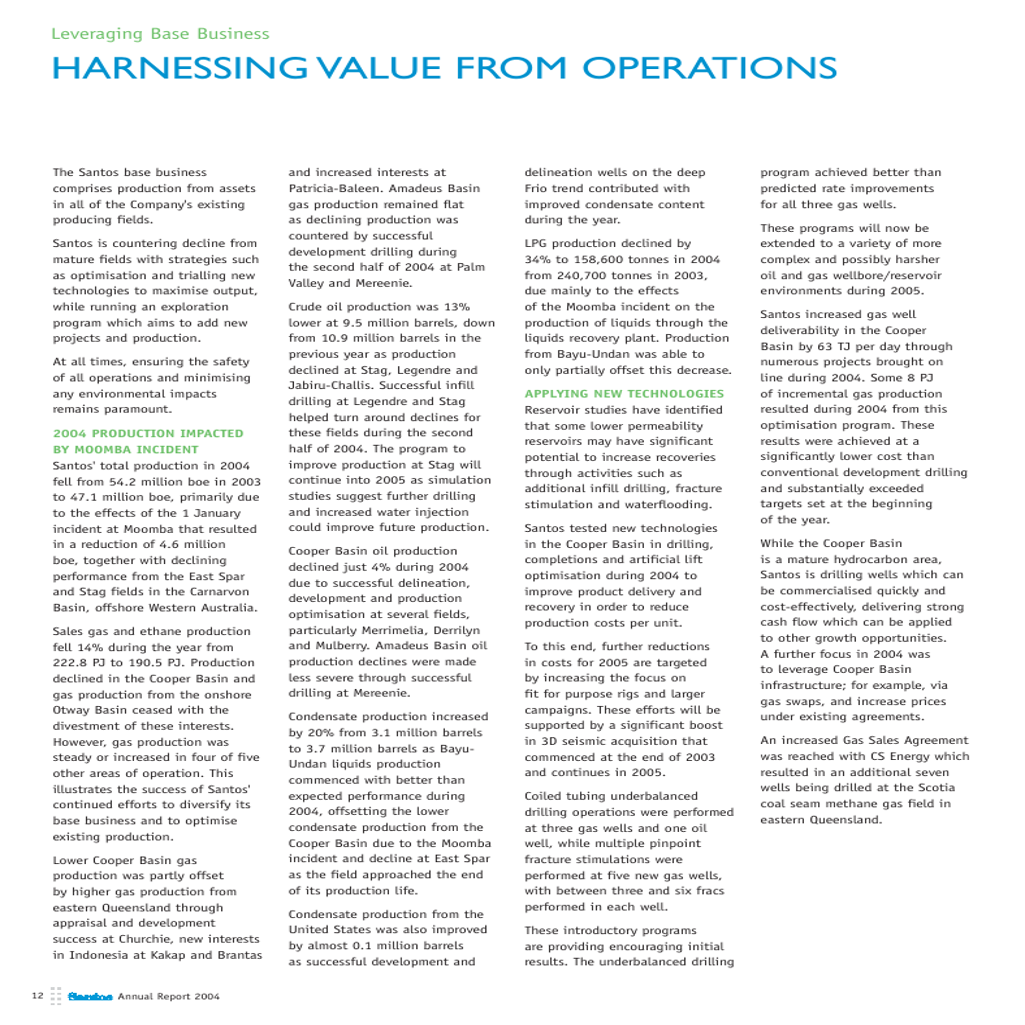 Leveraging Base Business
HARNESSING VALUE FROM OPERATIONS
The Santos base business
comprises production from assets
in all of the Company's existing
producing fields.
Santos is countering decline from
mature fields with strategies such
as optimisation and trialling new
technologies to maximise output,
while running an exploration
program which aims to add new
projects and production.
At all times, ensuring the safety
of all operations and minimising
any environmental impacts
remains paramount.
2004 PRODUCTION IMPACTED
BY MOOMBA INCIDENT
Santos' total production in 2004
fell from 54.2 million boe in 2003
to 47.1 million boe, primarily due
to the effects of the 1 January
incident at Moomba that resulted
in a reduction of 4.6 million
boe, together with declining
performance from the East Spar
and Stag fields in the Carnarvon
Basin, offshore Western Australia.
Sales gas and ethane production
fell 14% during the year from
222.8 PJ to 190.5 PJ. Production
declined in the Cooper Basin and
gas production from the onshore
Otway Basin ceased with the
divestment of these interests.
However, gas production was
steady or increased in four of five
other areas of operation. This
illustrates the success of Santos'
continued efforts to diversify its
base business and to optimise
existing production.
Lower Cooper Basin gas
production was partly offset
by higher gas production from
eastern Queensland through
appraisal and development
success at Churchie, new interests
in Indonesia at Kakap and Brantas
and increased interests at
Patricia-Baleen. Amadeus Basin
gas production remained flat
as declining production was
countered by successful
development drilling during
the second half of 2004 at Palm
Valley and Mereenie.
Crude oil production was 13%
lower at 9.5 million barrels, down
from 10.9 million barrels in the
previous year as production
declined at Stag, Legendre and
Jabiru-Challis. Successful infill
drilling at Legendre and Stag
helped turn around declines for
these fields during the second
half of 2004. The program to
improve production at Stag will
continue into 2005 as simulation
studies suggest further drilling
and increased water injection
could improve future production.
Cooper Basin oil production
declined just 4% during 2004
due to successful delineation,
development and production
optimisation at several fields,
particularly Merrimelia, Derrilyn
and Mulberry. Amadeus Basin oil
production declines were made
less severe through successful
drilling at Mereenie.
Condensate production increased
by 20% from 3.1 million barrels
to 3.7 million barrels as Bayu-
Undan liquids production
commenced with better than
expected performance during
2004, offsetting the lower
condensate production from the
Cooper Basin due to the Moomba
incident and decline at East Spar
as the field approached the end
of its production life.
Condensate production from the
United States was also improved
by almost 0.1 million barrels
as successful development and
delineation wells on the deep
Frio trend contributed with
improved condensate content
during the year.
LPG production declined by
34% to 158,600 tonnes in 2004
from 240,700 tonnes in 2003,
due mainly to the effects
of the Moomba incident on the
production of liquids through the
liquids recovery plant. Production
from Bayu-Undan was able to
only partially offset this decrease.
APPLYING NEW TECHNOLOGIES
Reservoir studies have identified
that some lower permeability
reservoirs may have significant
potential to increase recoveries
through activities such as
additional infill drilling, fracture
stimulation and waterflooding.
Santos tested new technologies
in the Cooper Basin in drilling,
completions and artificial lift
optimisation during 2004 to
improve product delivery and
recovery in order to reduce
production costs per unit.
To this end, further reductions
in costs for 2005 are targeted
by increasing the focus on
fit for purpose rigs and larger
campaigns. These efforts will be
supported by a significant boost
in 3D seismic acquisition that
commenced at the end of 2003
and continues in 2005.
Coiled tubing underbalanced
drilling operations were performed
at three gas wells and one oil
well, while multiple pinpoint
fracture stimulations were
performed at five new gas wells,
with between three and six fracs
performed in each well.
These introductory programs
are providing encouraging initial
results. The underbalanced drilling
program achieved better than
predicted rate improvements
for all three gas wells.
These programs will now be
extended to a variety of more
complex and possibly harsher
oil and gas wellbore/reservoir
environments during 2005.
Santos increased gas well
deliverability in the Cooper
Basin by 63 TJ per day through
numerous projects brought on
line during 2004. Some 8 PJ
of incremental gas production
resulted during 2004 from this
optimisation program. These
results were achieved at a
significantly lower cost than
conventional development drilling
and substantially exceeded
targets set at the beginning
of the year.
While the Cooper Basin
is a mature hydrocarbon area,
Santos is drilling wells which can
be commercialised quickly and
cost-effectively, delivering strong
cash flow which can be applied
to other growth opportunities.
A further focus in 2004 was
to leverage Cooper Basin
infrastructure; for example, via
gas swaps, and increase prices
under existing agreements.
An increased Gas Sales Agreement
was reached with CS Energy which
resulted in an additional seven
wells being drilled at the Scotia
coal seam methane gas field in
eastern Queensland.
12 Santos Annual Report 2004